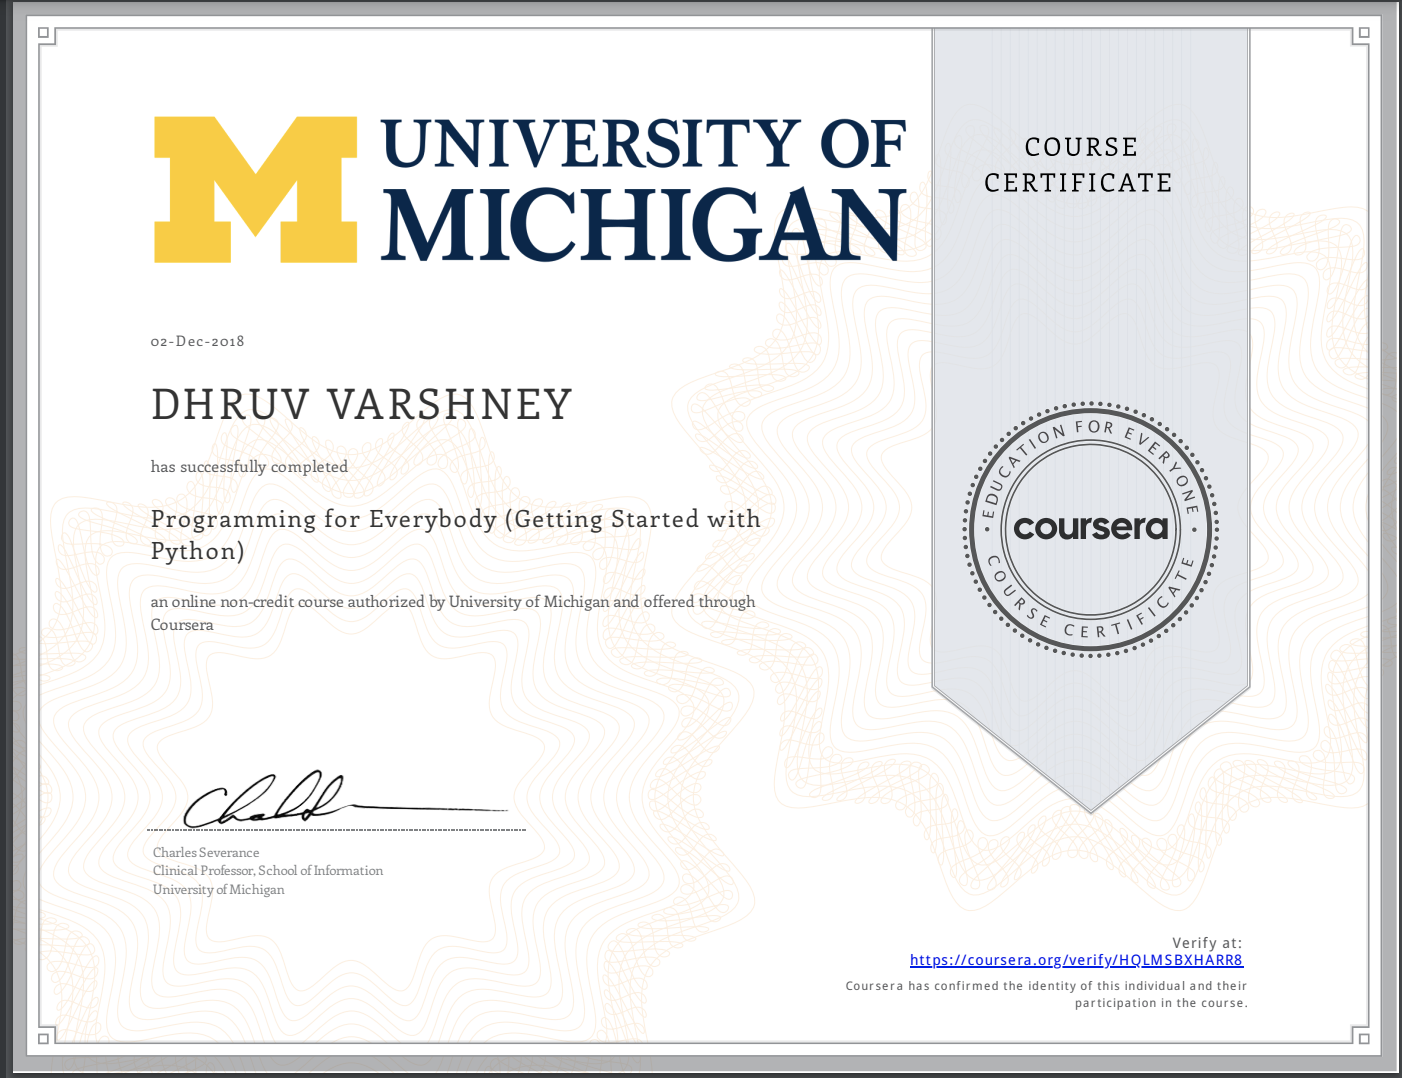 UNIVERSITY OF
MICHIGAN
COURSE
CERTIFICATE
02-Dec-2018
DHRUV VARSHNEY
has successfully completed
Programming for Everybody (Getting Started with
Python)
an online non-credit course authorized by University of Michigan and offered through
Coursera
EDUCATION FOR EVERYONE
coursera
COURSE CERTIFICATE
Charles Severance
Clinical Professor, School of Information
University of Michigan
Verify at:
https://coursera.org/verify/HQLMSBXHARR8
Coursera has confirmed the identity of this individual and their
participation in the course.